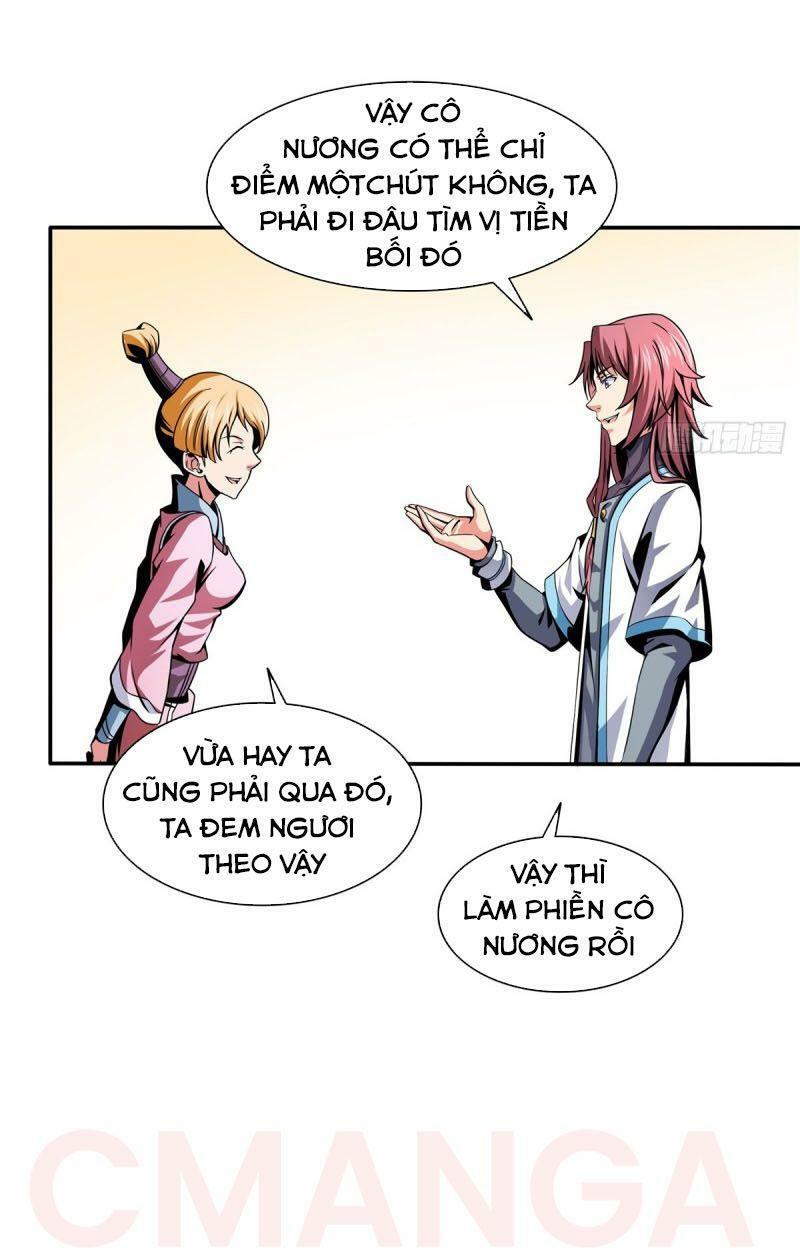 VẬY CÔ
NƯƠNG CÓ THỂ CHỈ
ĐIỂM MỘTCHÚT KHÔNG, TA
PHẢI ĐI ĐÂU TÌM VỊ TIỀN
BỐI ĐÓ
VỪA HAY TA
CŨNG PHẢI QUA ĐÓ,
TA ĐEM NGƯƠI
THEO VẬY
VẬY THÌ
LÀM PHIỀN CÔ
NƯƠNG RỒI
CMANGA